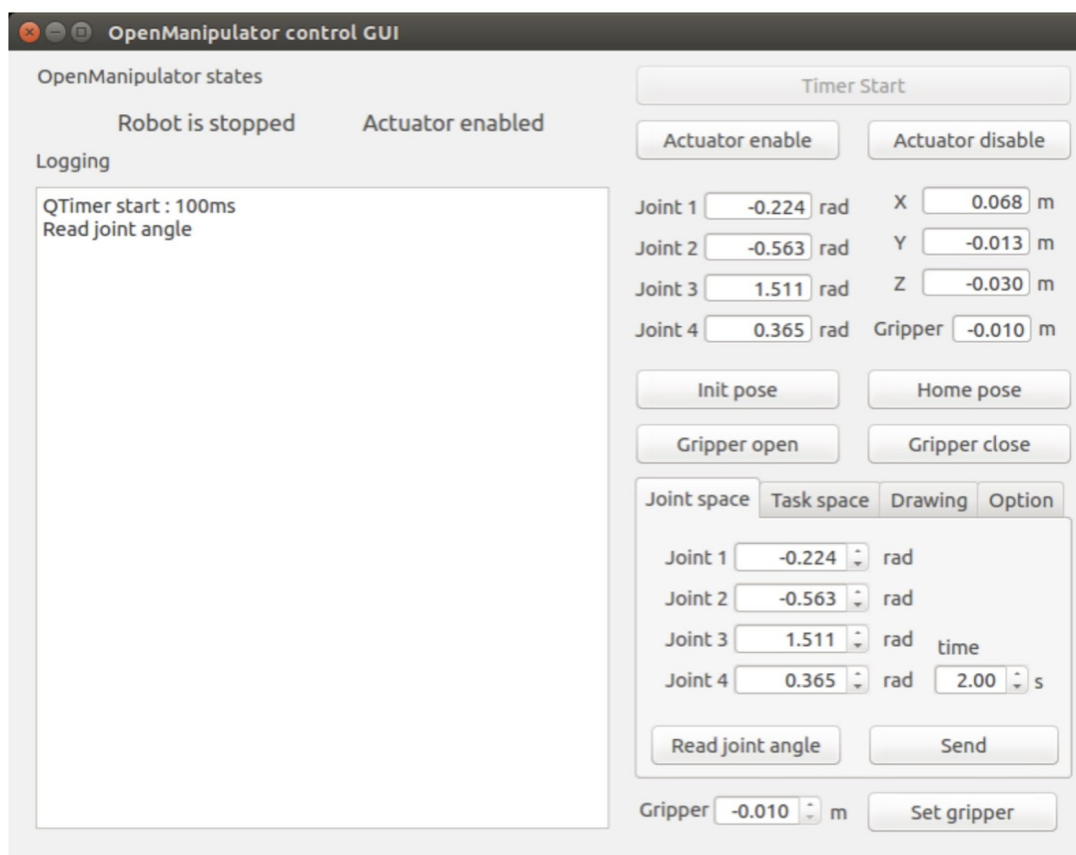 OpenManipulator control GUI
OpenManipulator states
Robot is stopped Actuator enabled
Logging
QTimer start : 100ms
Read joint angle
Timer Start
Actuator enable Actuator disable
Joint 1 -0.224 rad X 0.068 m
Joint 2 -0.563 rad Y -0.013 m
Joint 3 1.511 rad Z -0.030 m
Joint 4 0.365 rad Gripper -0.010 m
Init pose Home pose
Gripper open Gripper close
Joint space Task space Drawing Option
Joint 1 -0.224 rad
Joint 2 -0.563 rad
Joint 3 1.511 rad time
Joint 4 0.365 rad 2.00 s
Read joint angle Send
Gripper -0.010 m Set gripper